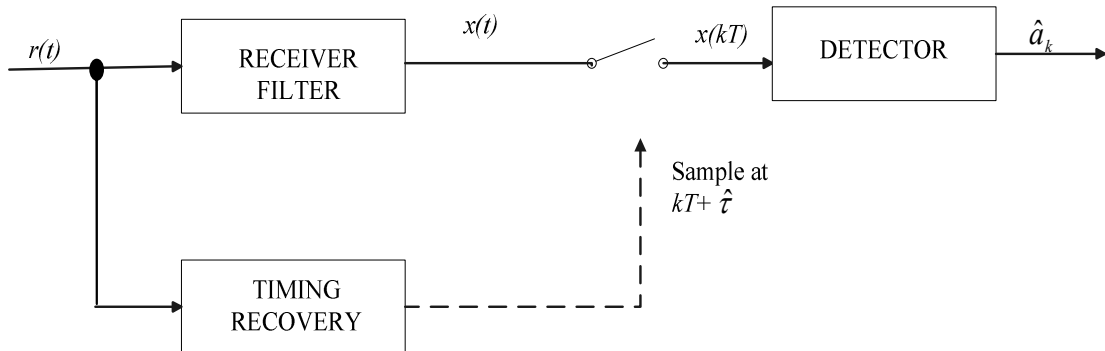 r(t)
RECEIVER
FILTER
x(t)
x(kT)
DETECTOR
â_k
Sample at
kT+ τ̂
TIMING
RECOVERY